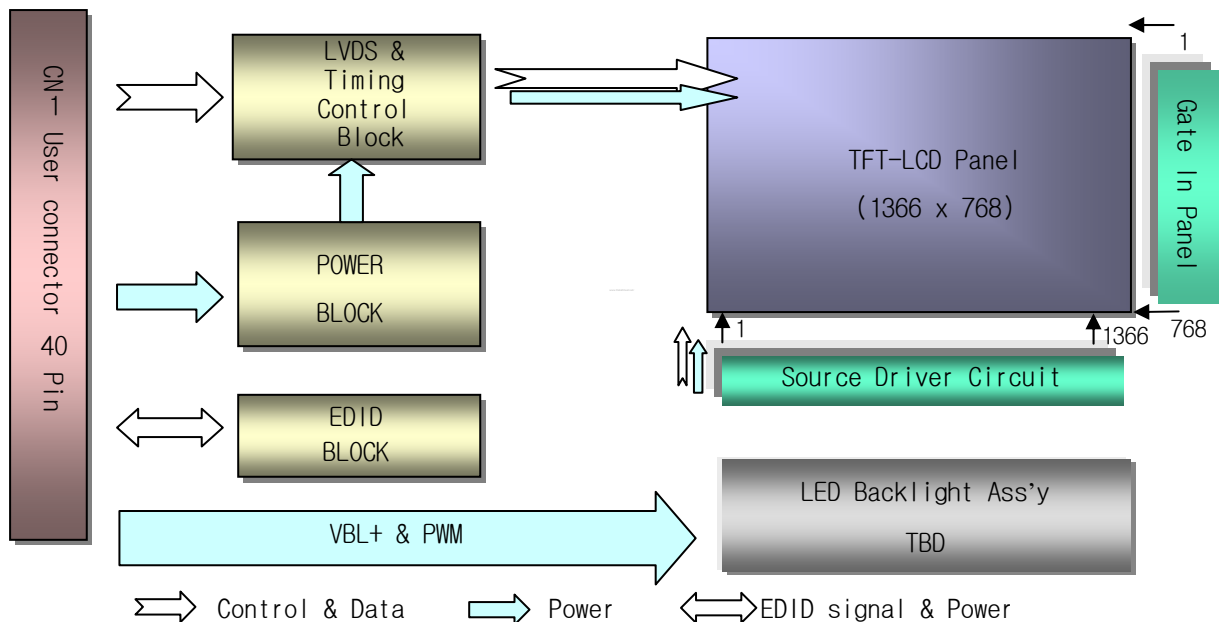 CN1 User connector 40 Pin
LVDS &
Timing
Control
Block
POWER
BLOCK
EDID
BLOCK
VBL+ & PWM
TFT-LCD Panel
(1366 x 768)
1
Gate In Panel
768
1
1366
Source Driver Circuit
LED Backlight Ass’y
TBD
Control & Data
Power
EDID signal & Power